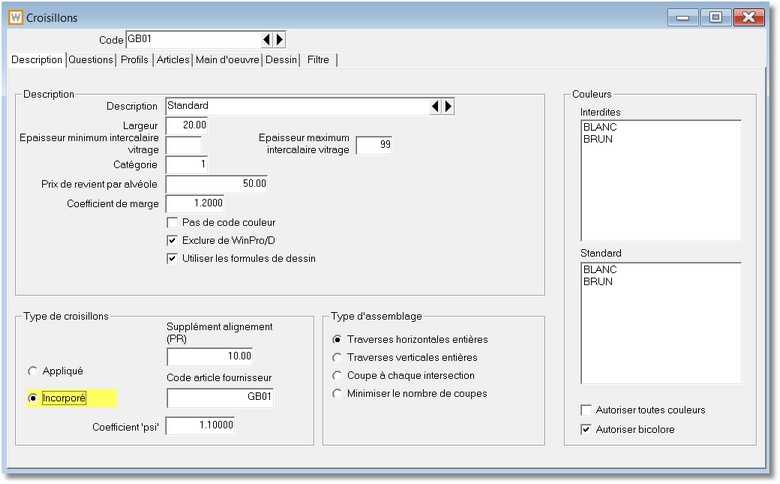 Croisillons
Code GB01
Description Questions Profils Articles Main d'oeuvre Dessin Filtre
Description
Description Standard
Largeur 20.00
Epaisseur minimum intercalaire vitrage
Epaisseur maximum intercalaire vitrage 99
Catégorie 1
Prix de revient par alvéole 50.00
Coefficient de marge 1.2000
Pas de code couleur
Exclure de WinPro/D
Utiliser les formules de dessin
Type de croisillons
Supplément alignement (PR)
10.00
Appliqué
Code article fournisseur
Incorporé
GB01
Coefficient 'psi' 1.10000
Type d'assemblage
Traverses horizontales entières
Traverses verticales entières
Coupe à chaque intersection
Minimiser le nombre de coupes
Couleurs
Interdites
BLANC
BRUN
Standard
BLANC
BRUN
Autoriser toutes couleurs
Autoriser bicolore